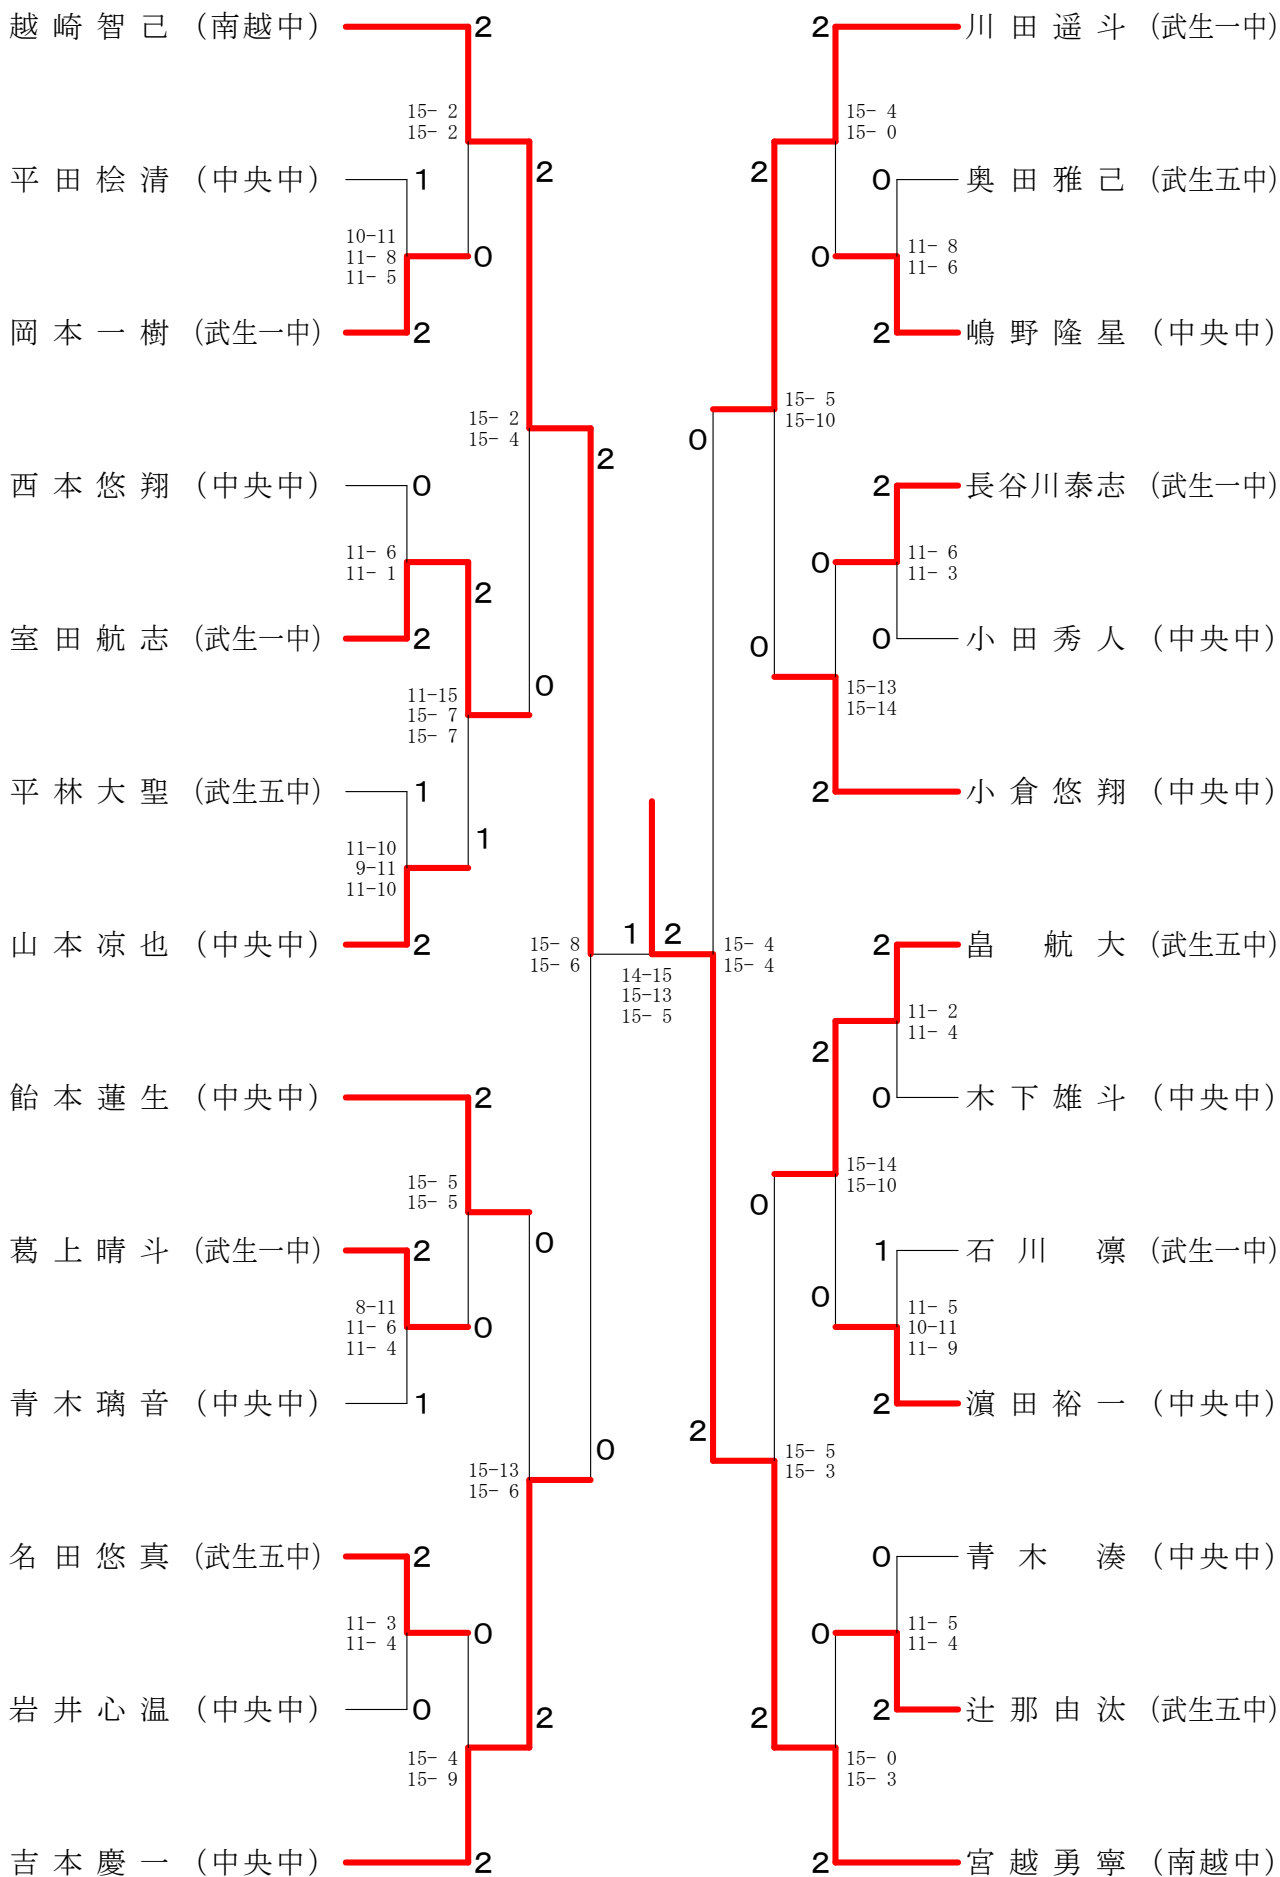 越崎智己 (南越中) 2 2 川田遥斗 (武生一中)
15- 2 15- 4
15- 2 15- 0
平田桧清 (中央中) 1 2 2 0 奥田雅己 (武生五中)
10-11
11- 8 0 0 11- 8
11- 5 11- 6
岡本一樹 (武生一中) 2 2 嶋野隆星 (中央中)
15- 2 15- 5
15- 4 0 15-10
2
西本悠翔 (中央中) 0 2 長谷川泰志 (武生一中)
11- 6 0 11- 6
11- 1 2 11- 3
室田航志 (武生一中) 2 0 0 小田秀人 (中央中)
11-15 0 15-13
15- 7 15-14
15- 7
平林大聖 (武生五中) 1 2 小倉悠翔 (中央中)
11-10 1
9-11
11-10
山本凉也 (中央中) 2 15- 8 1 2 15- 4 2 畠航大 (武生五中)
15- 6 15- 4
14-15
15-13 11- 2
15- 5 2 11- 4
飴本蓮生 (中央中) 2 0 木下雄斗 (中央中)
15- 5 15-14
15- 5 0 15-10
葛上晴斗 (武生一中) 2 0 1 石川凛 (武生一中)
8-11 0 11- 5
11- 6 0 10-11
11- 4 11- 9
青木璃音 (中央中) 1 2 2 濵田裕一 (中央中)
15-13 0 15- 5
15- 6 15- 3
名田悠真 (武生五中) 2 0 青木湊 (中央中)
11- 3 0 0 11- 5
11- 4 11- 4
岩井心温 (中央中) 0 2 2 2 辻那由汰 (武生五中)
15- 4 15- 0
15- 9 15- 3
吉本慶一 (中央中) 2 2 宮越勇寧 (南越中)